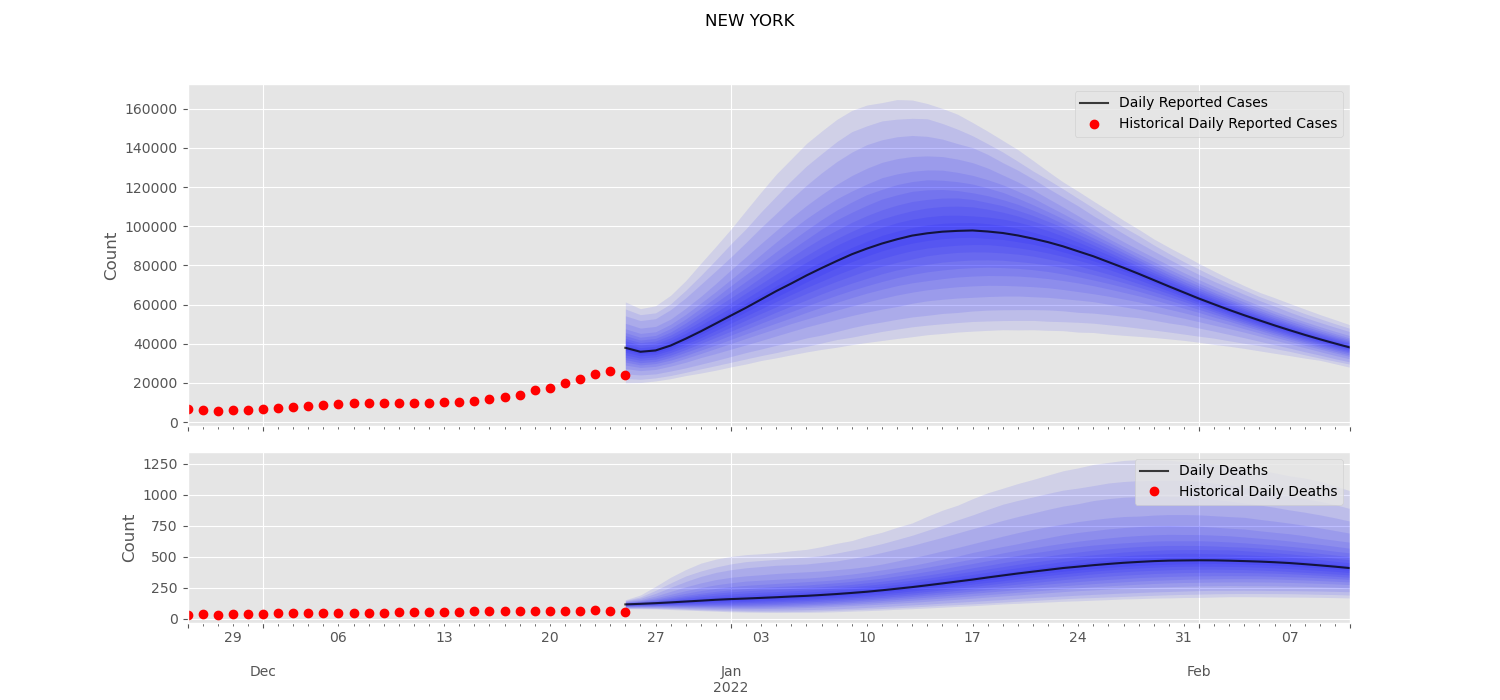 NEW YORK
160000
140000
120000
100000
80000
60000
40000
20000
0
Count
Daily Reported Cases
Historical Daily Reported Cases
1250
1000
750
500
250
0
Count
Daily Deaths
Historical Daily Deaths
29 06 13 20 27 03 10 17 24 31 07
Dec Jan Feb
2022